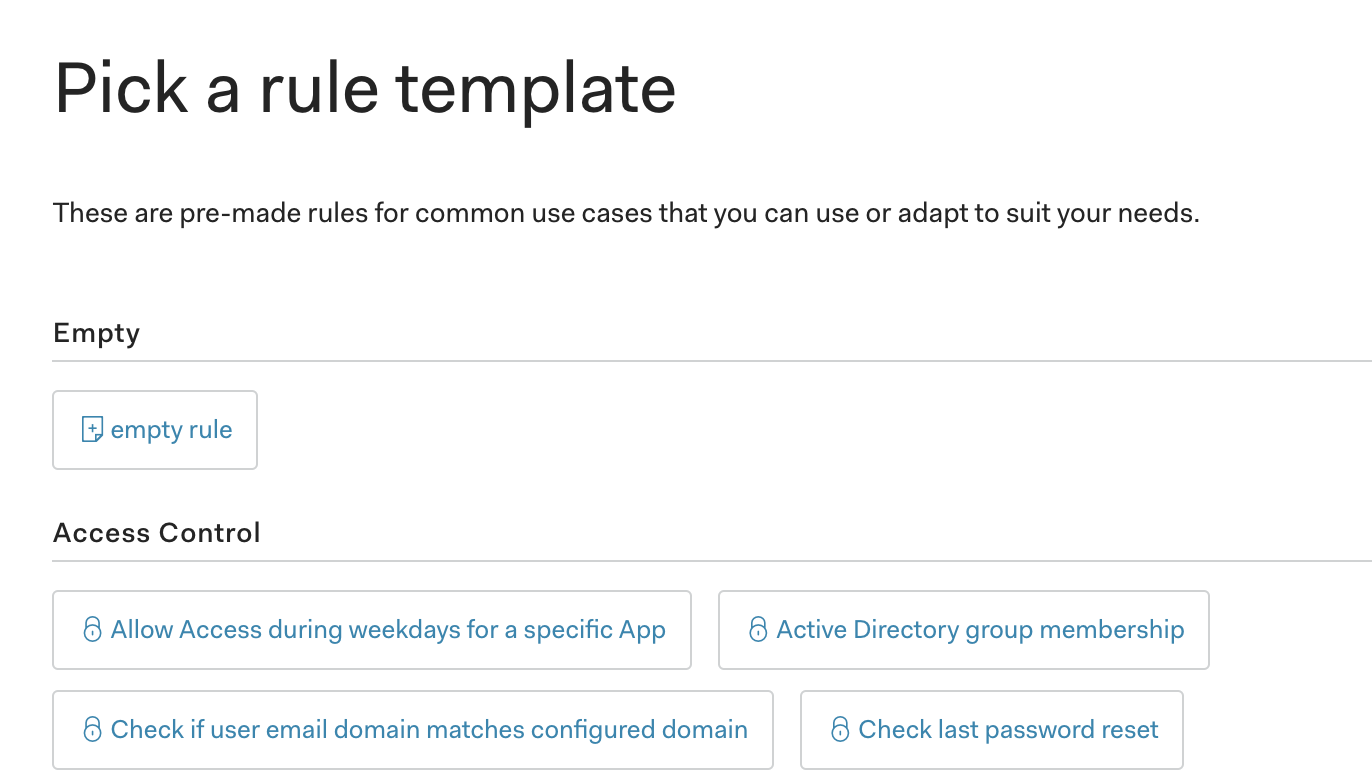 Pick a rule template
These are pre-made rules for common use cases that you can use or adapt to suit your needs.
Empty
empty rule
Access Control
Allow Access during weekdays for a specific App
Active Directory group membership
Check if user email domain matches configured domain
Check last password reset